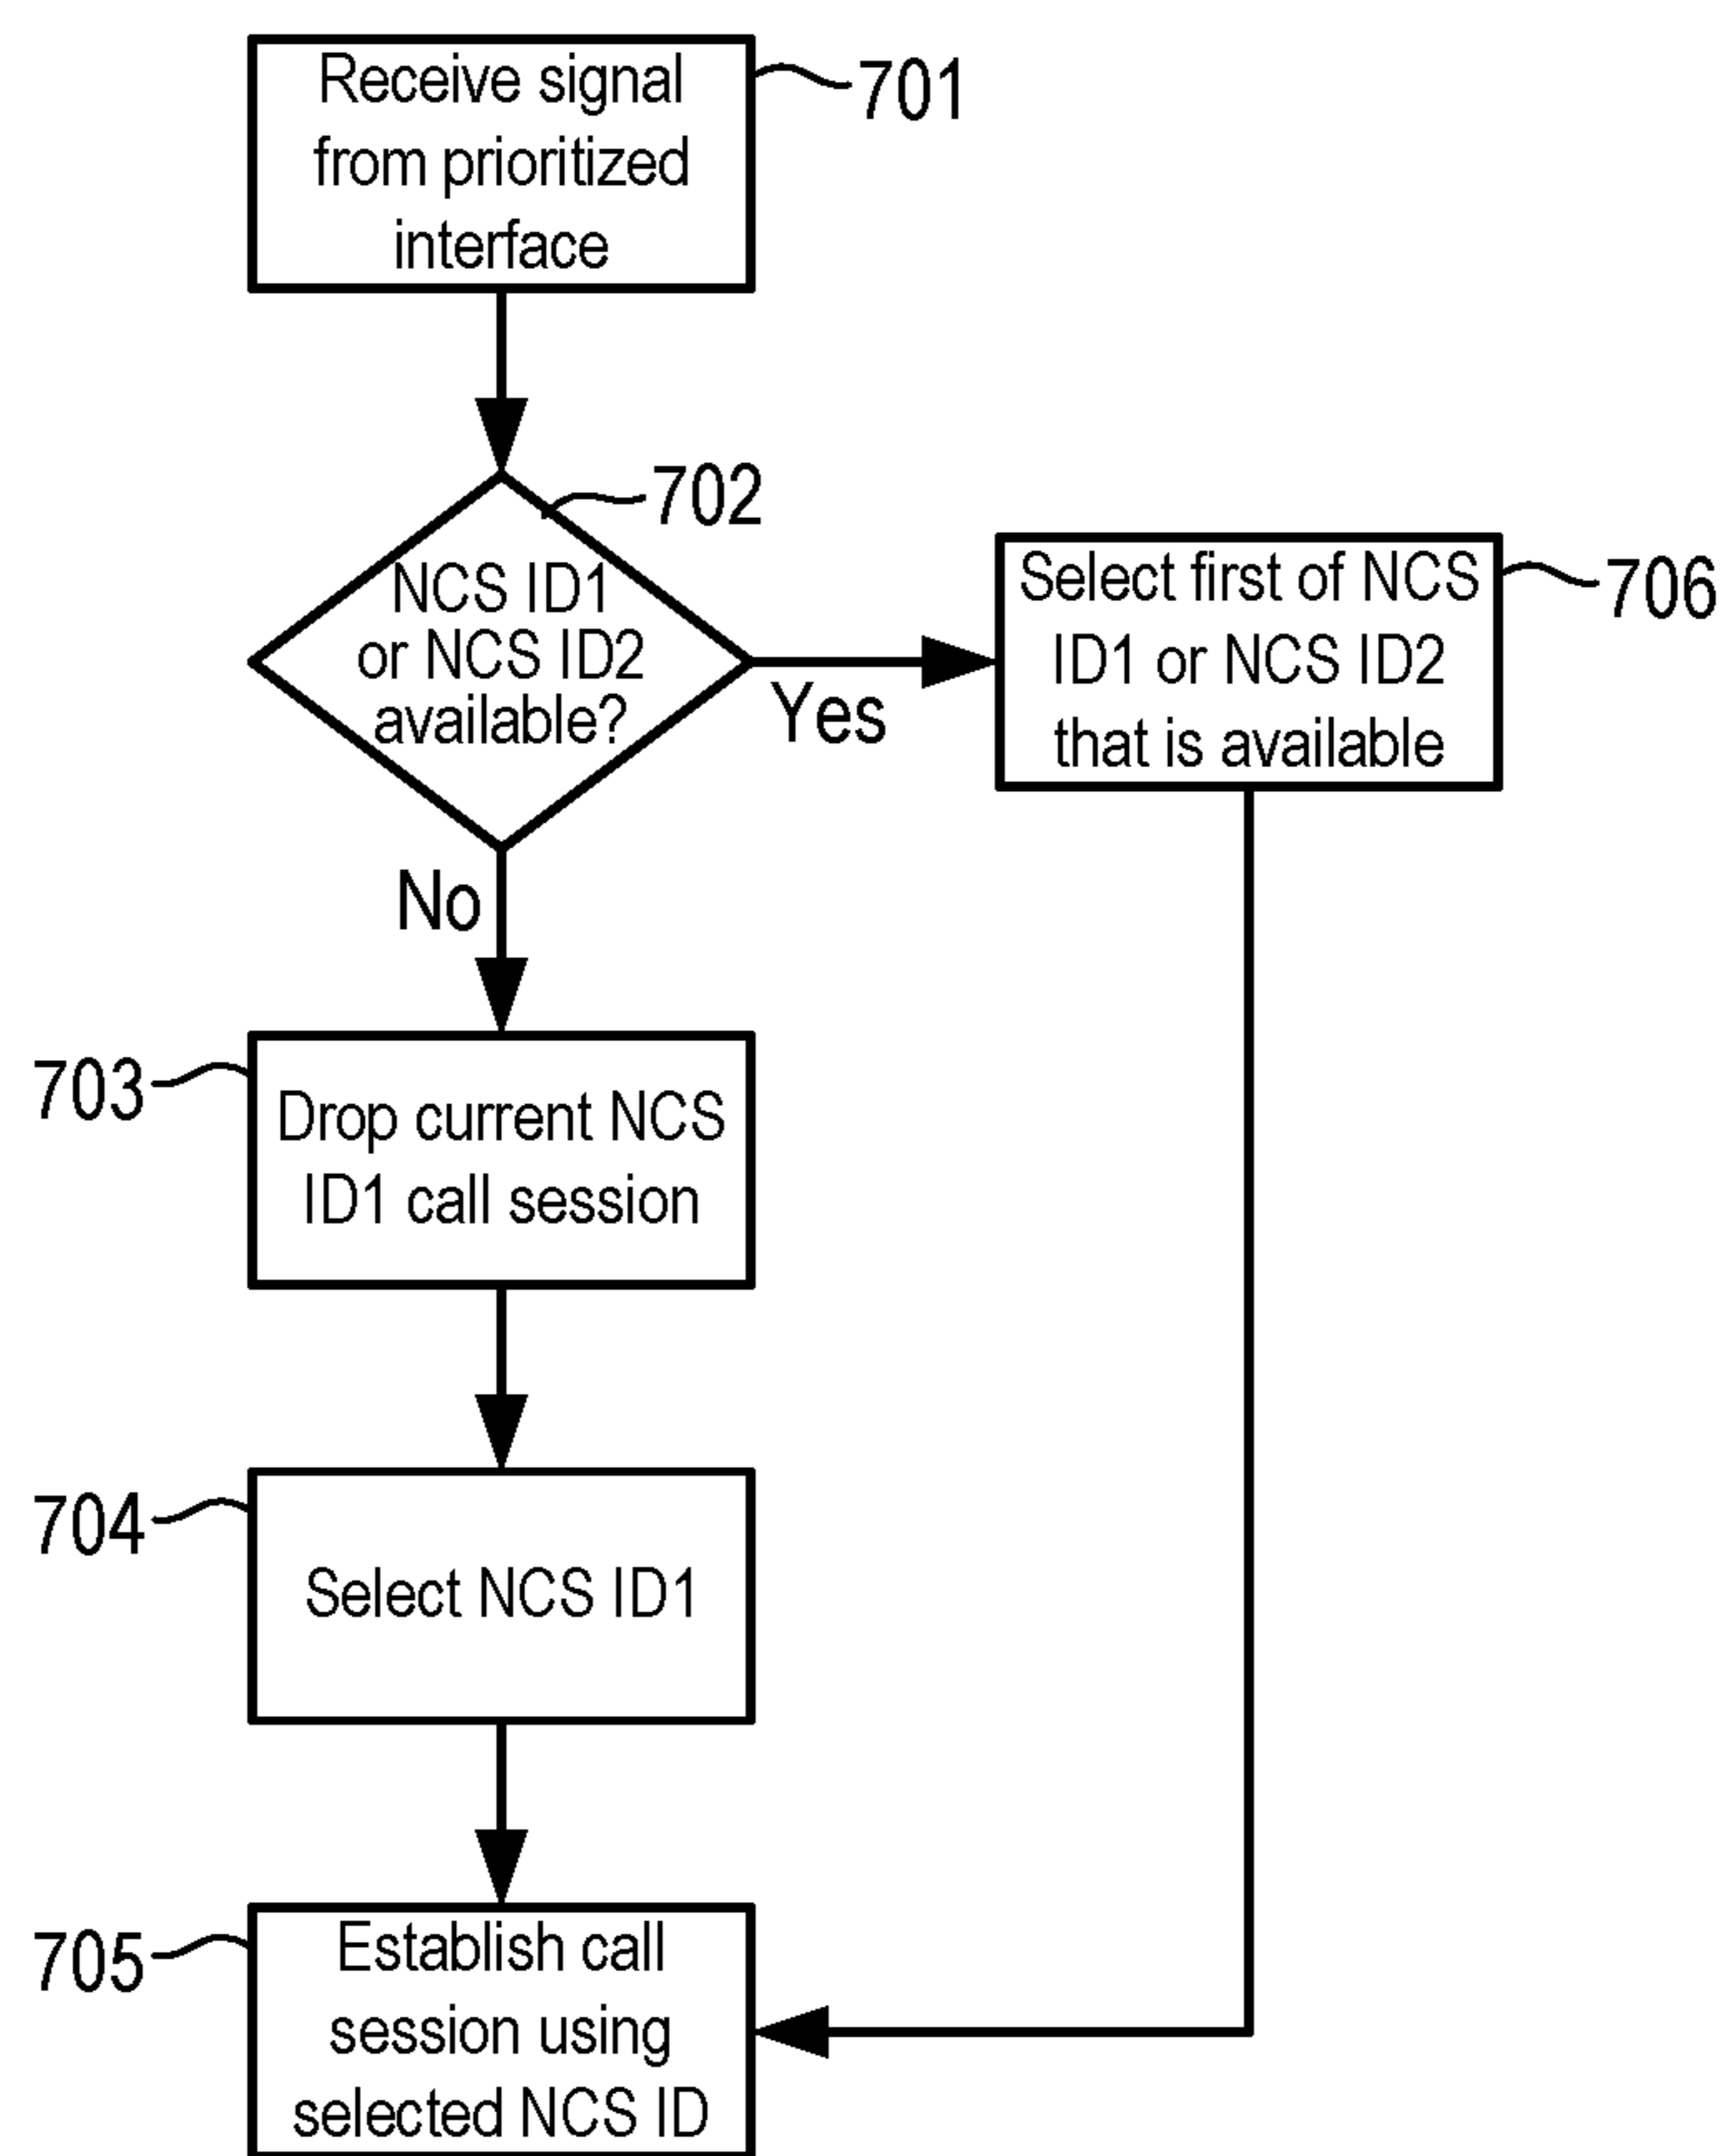 Receive signal
from prioritized
interface
701
702
NCS ID1
or NCS ID2
available?
Yes
Select first of NCS
ID1 or NCS ID2
that is available
706
No
703
Drop current NCS
ID1 call session
704
Select NCS ID1
705
Establish call
session using
selected NCS ID